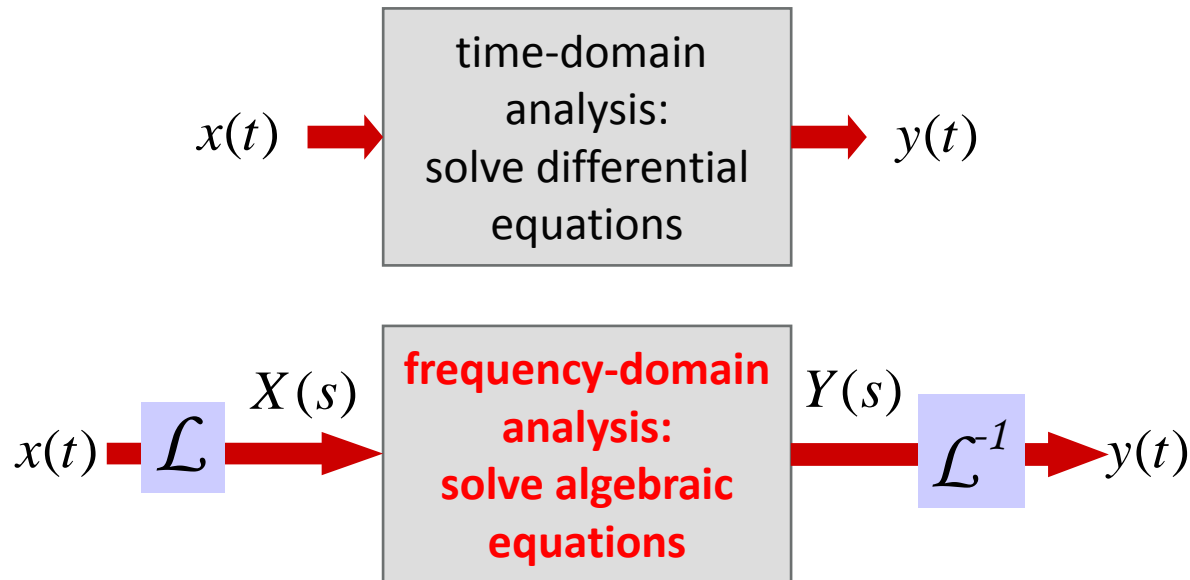 time-domain
analysis:
x(t)
y(t)
solve differential
equations
frequency-domain
X(s)
Y(s)
analysis:
x(t)
ℒ
ℒ⁻¹
y(t)
solve algebraic
equations